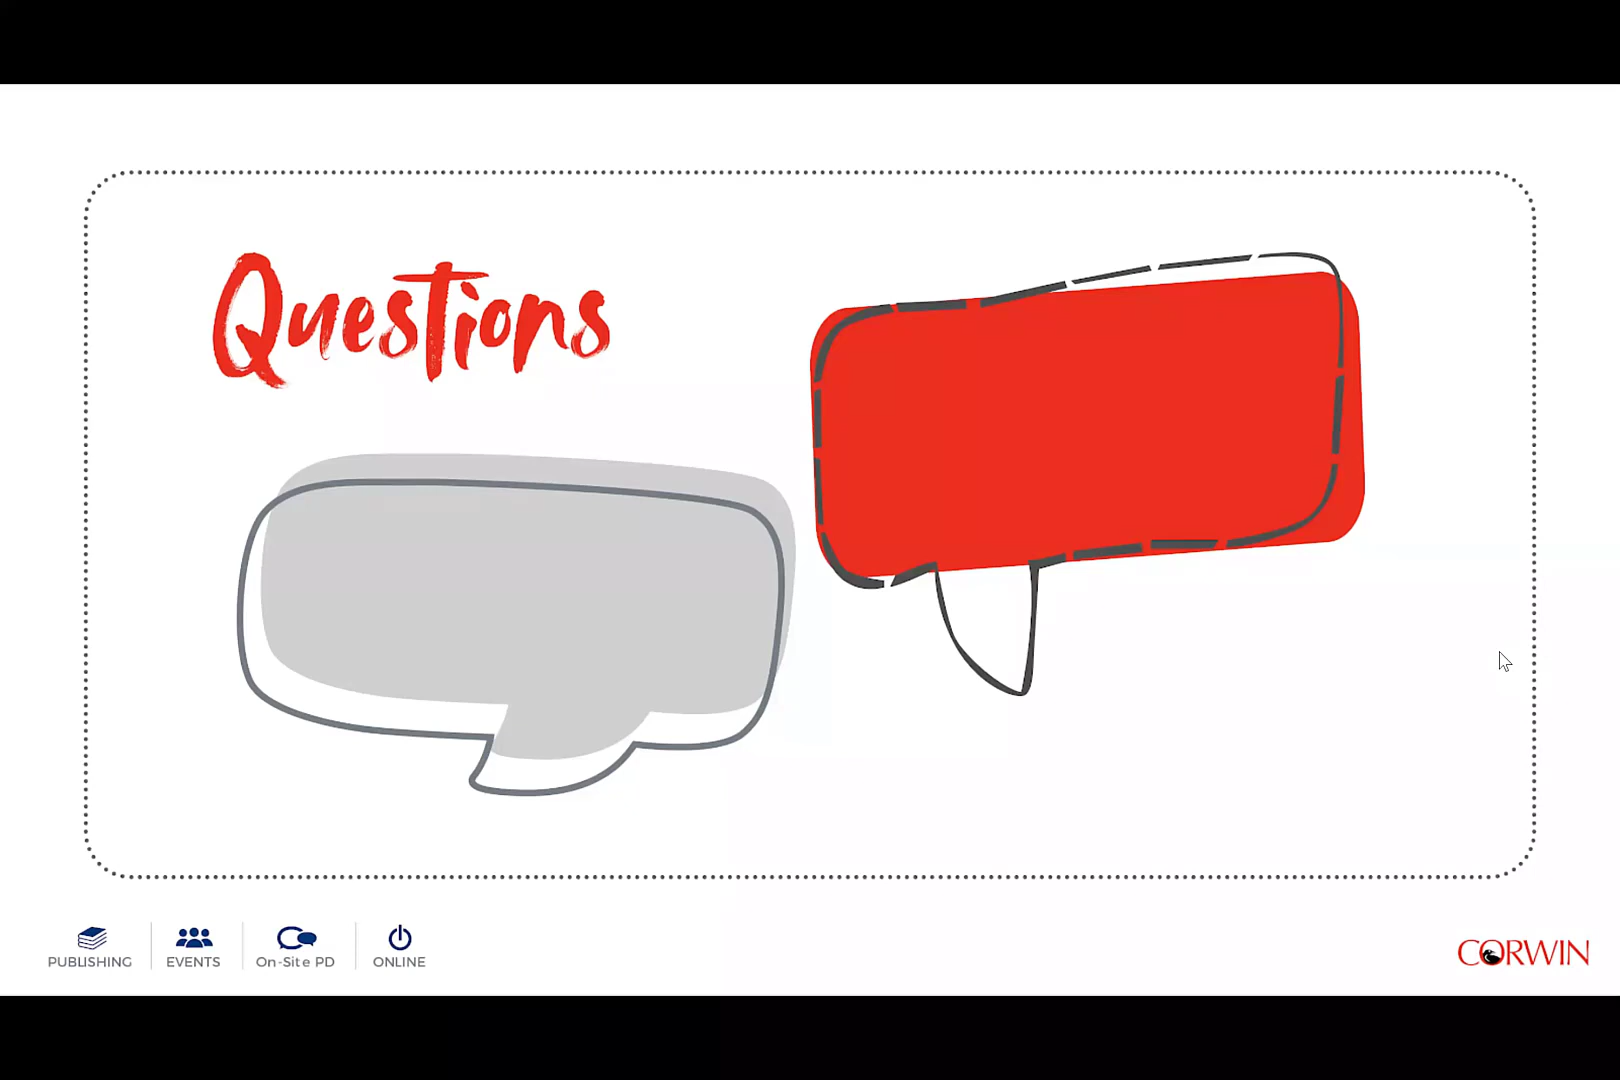 Questions
PUBLISHING
EVENTS
On-Site PD
ONLINE
CORWIN